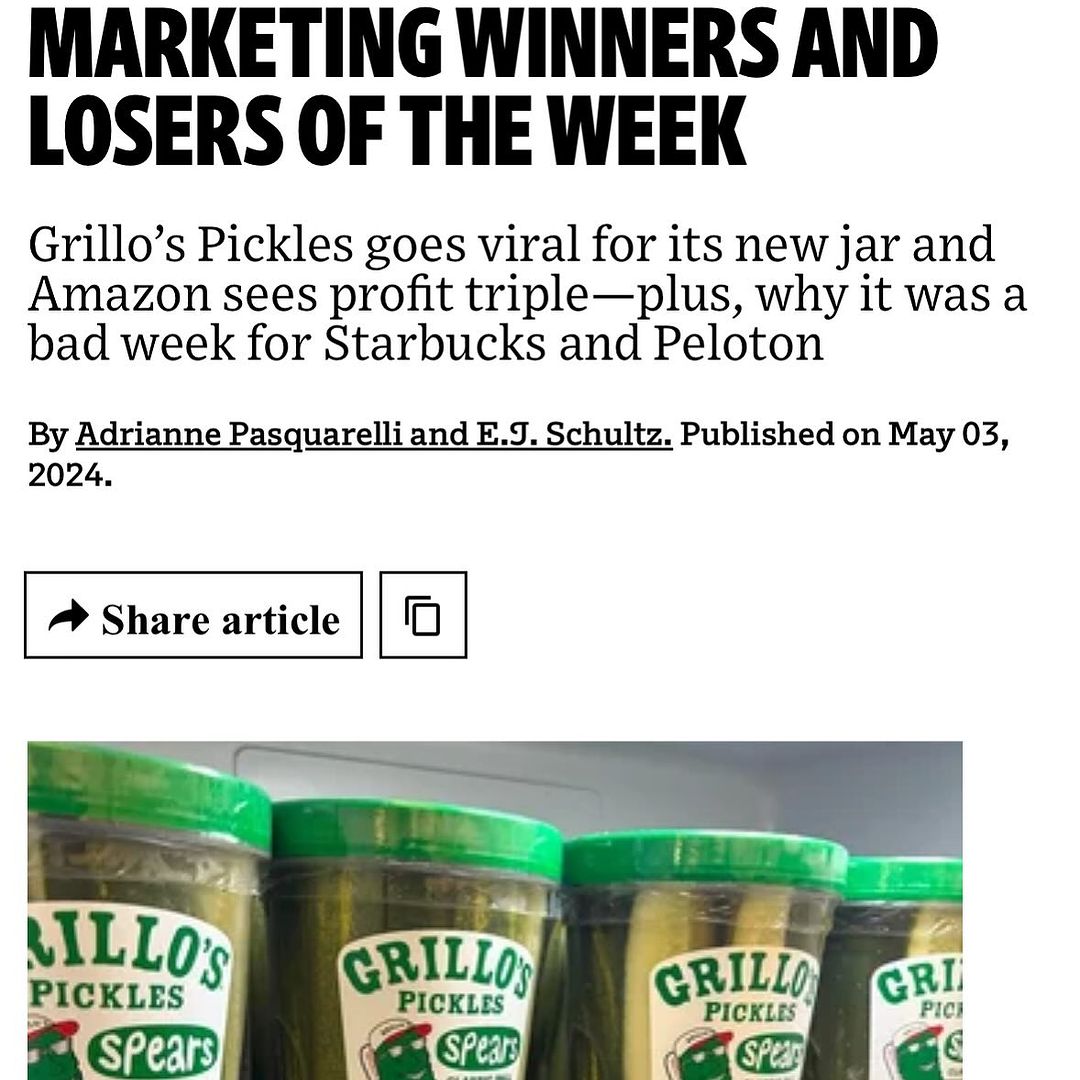 MARKETING WINNERS AND
LOSERS OF THE WEEK
Grillo’s Pickles goes viral for its new jar and
Amazon sees profit triple—plus, why it was a
bad week for Starbucks and Peloton
By Adrianne Pasquarelli and E.J. Schultz. Published on May 03,
2024.
Share article
RILLO'S
PICKLES
spears
GRILLO'S
PICKLES
spears
GRILLO'S
PICKLES
spears
GRI
PICK